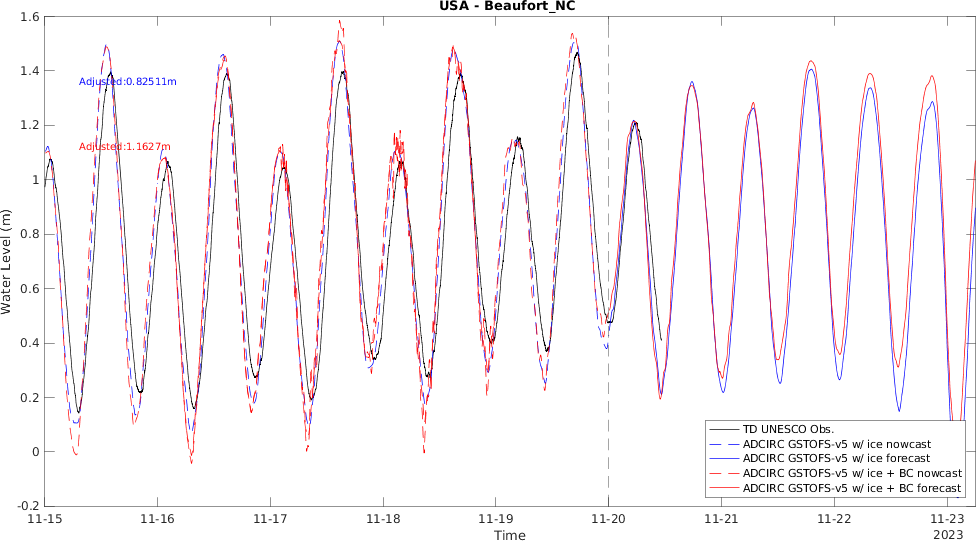 USA - Beaufort_NC
1.6
1.4
1.2
1
0.8
0.6
0.4
0.2
0
-0.2
Water Level (m)
Adjusted:0.82511m
Adjusted:1.1627m
TD UNESCO Obs.
ADCIRC GSTOFS-v5 w/ ice nowcast
ADCIRC GSTOFS-v5 w/ ice forecast
ADCIRC GSTOFS-v5 w/ ice + BC nowcast
ADCIRC GSTOFS-v5 w/ ice + BC forecast
11-15 11-16 11-17 11-18 11-19 11-20 11-21 11-22 11-23
2023
Time